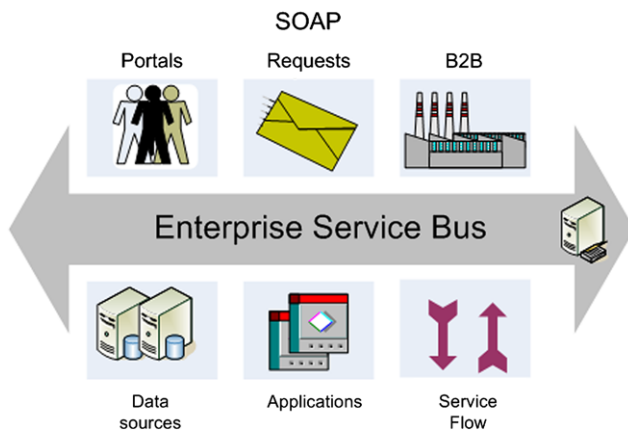 SOAP
Portals
Requests
B2B
Enterprise Service Bus
Data
sources
Applications
Service
Flow